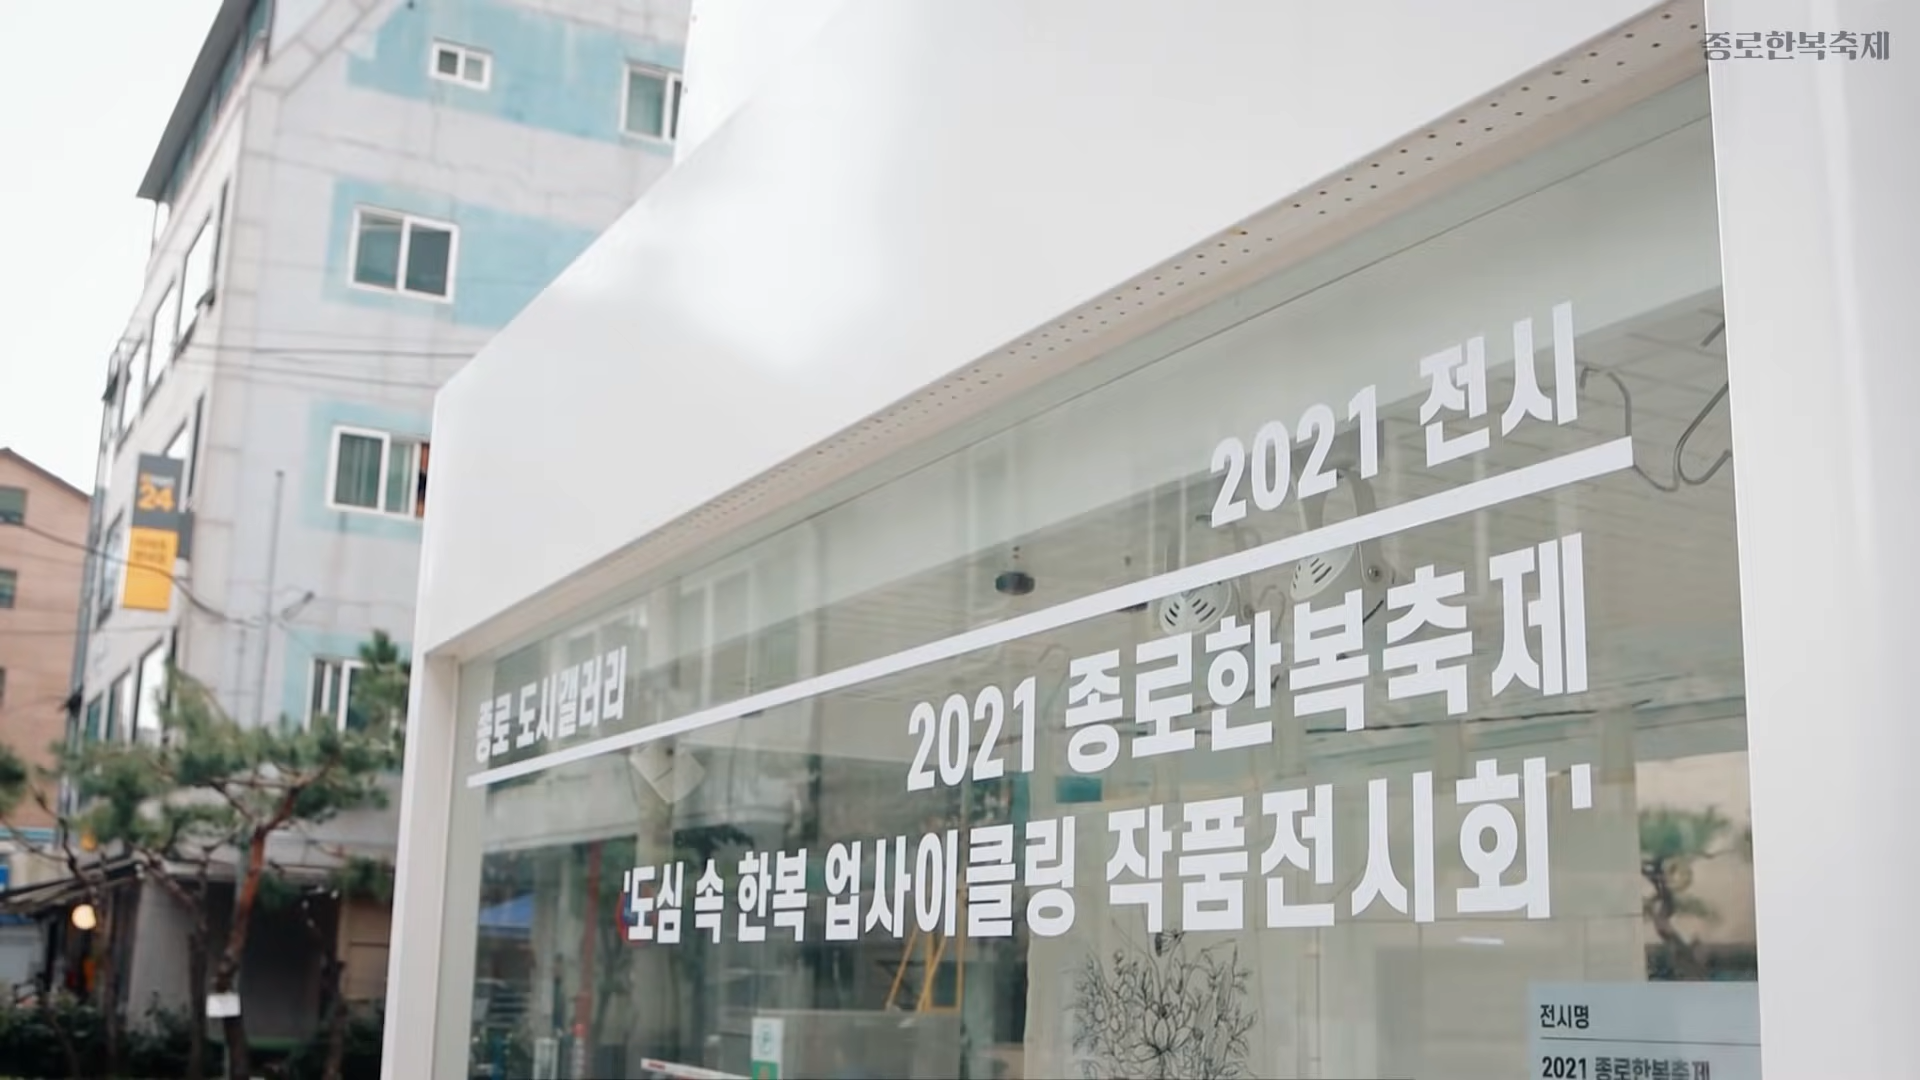 종로한복축제
24
2021 전시
종로 도시갤러리
2021 종로한복축제
'도심 속 한복 업사이클링 작품전시회'
전시명
2021 종로한복축제